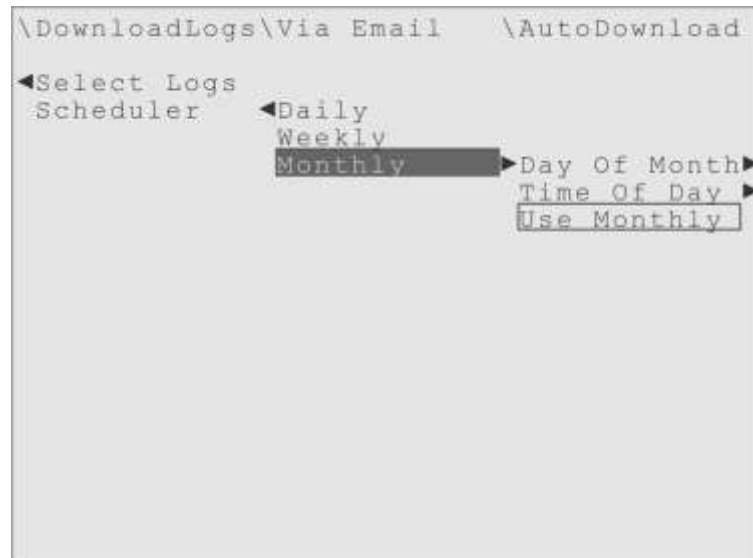 \DownloadLogs\Via Email \AutoDownload
◄Select Logs
Scheduler ◄Daily
Weekly
Monthly ►Day Of Month►
Time Of Day ►
Use Monthly